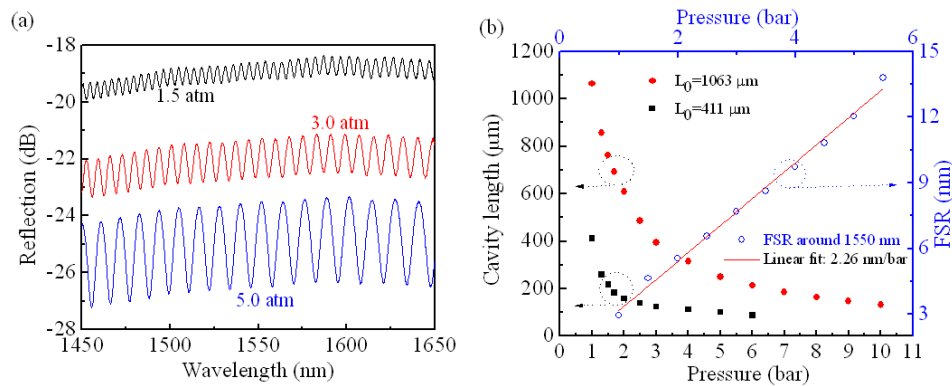 (a)
-18
-20
-22
-24
-26
-28
Reflection (dB)
1.5 atm
3.0 atm
5.0 atm
1450 1500 1550 1600 1650
Wavelength (nm)
(b)
Pressure (bar)
0 2 4 6
1200
1000
800
600
400
200
0
Cavity length (μm)
L0=1063 μm
L0=411 μm
FSR around 1550 nm
Linear fit: 2.26 nm/bar
15
12
9
6
3
FSR (nm)
0 1 2 3 4 5 6 7 8 9 10 11
Pressure (bar)